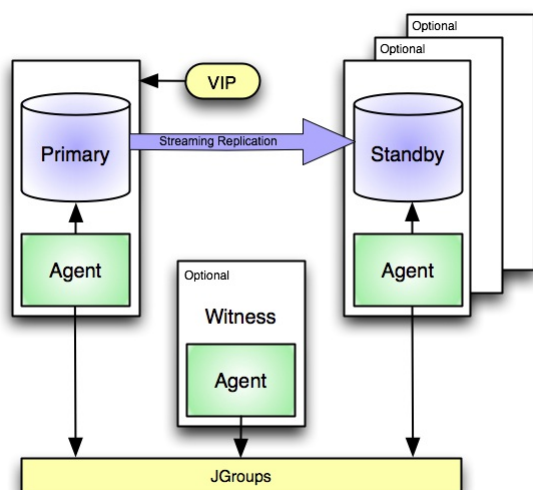 Optional
Optional
VIP
Primary
Streaming Replication
Standby
Agent
Agent
Optional
Witness
Agent
JGroups